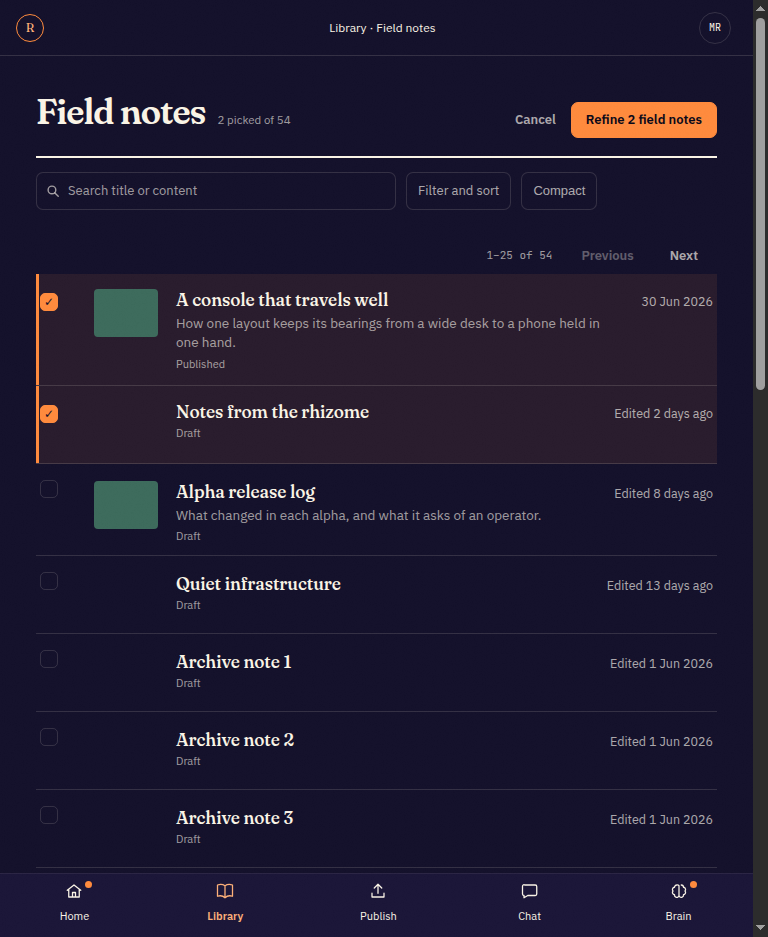 R
Library · Field notes
MR
Field notes
2 picked of 54
Cancel
Refine 2 field notes
Search title or content
Filter and sort
Compact
1–25 of 54
Previous
Next
A console that travels well
30 Jun 2026
How one layout keeps its bearings from a wide desk to a phone held in
one hand.
Published
Notes from the rhizome
Edited 2 days ago
Draft
Alpha release log
Edited 8 days ago
What changed in each alpha, and what it asks of an operator.
Draft
Quiet infrastructure
Edited 13 days ago
Draft
Archive note 1
Edited 1 Jun 2026
Draft
Archive note 2
Edited 1 Jun 2026
Draft
Archive note 3
Edited 1 Jun 2026
Draft
Home
Library
Publish
Chat
Brain